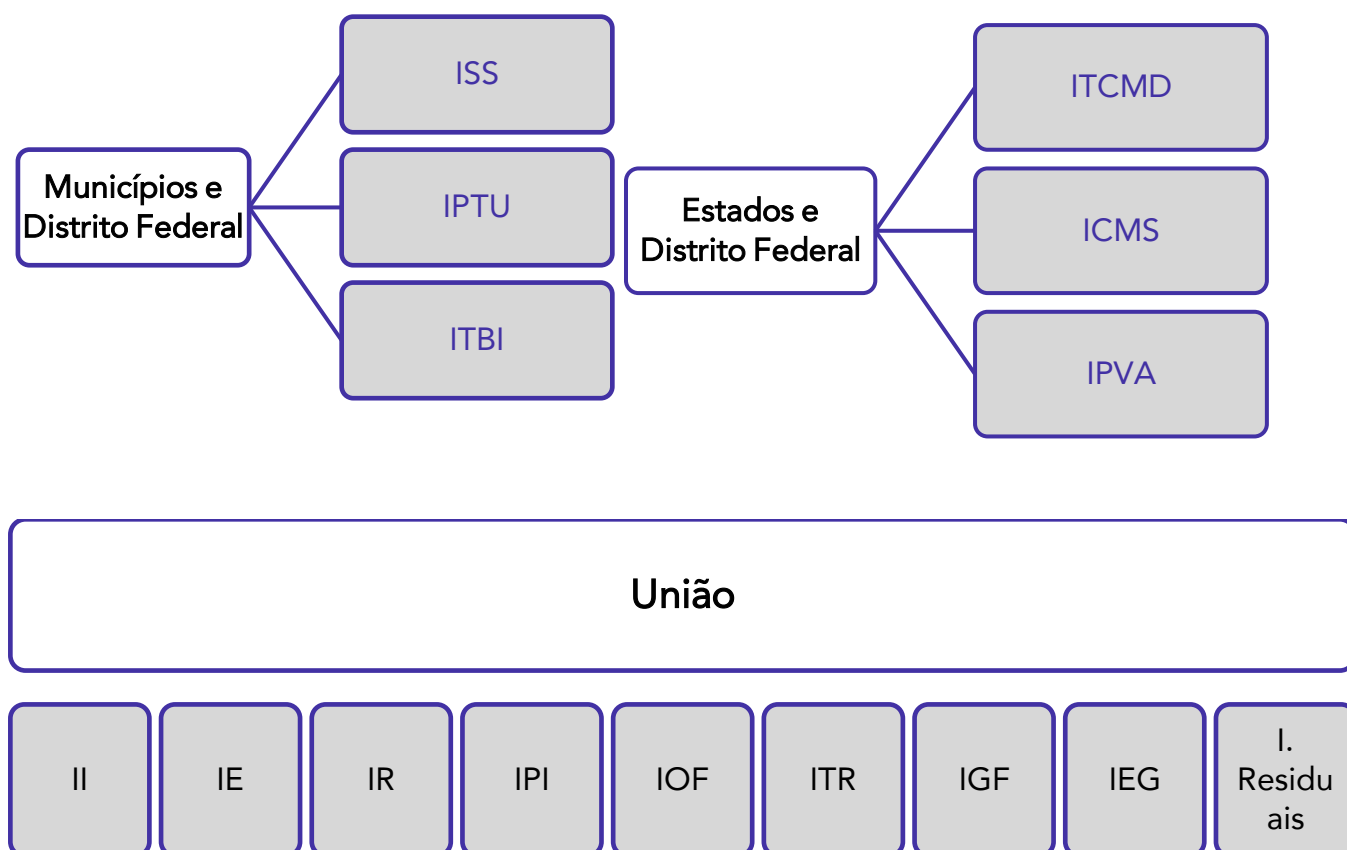 Municípios e
Distrito Federal
ISS
IPTU
ITBI
Estados e
Distrito Federal
ITCMD
ICMS
IPVA
União
II
IE
IR
IPI
IOF
ITR
IGF
IEG
I.
Residu
ais